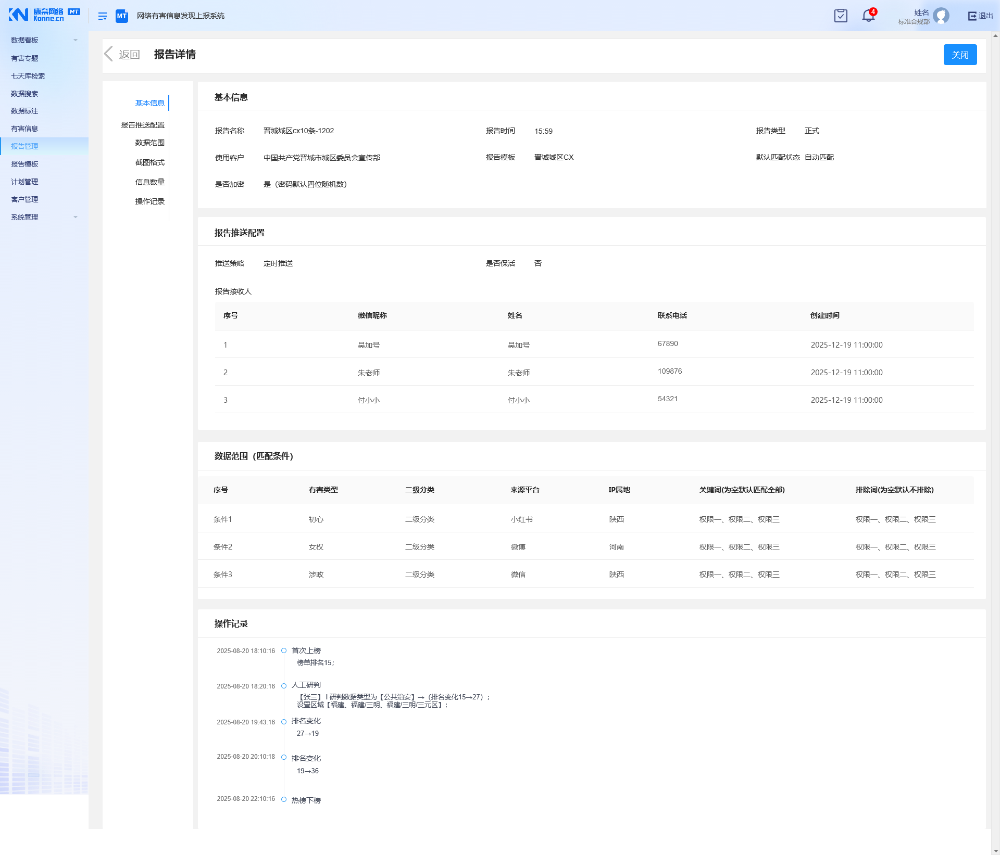 康奈网络 MT
Konne.cn
MT 网络有害信息发现上报系统
4
姓名
标准合规部
退出
数据看板
有害专题
七天库检索
数据搜索
数据标注
有害信息
报告管理
报告模板
计划管理
客户管理
系统管理
返回 报告详情
关闭
基本信息
报告推送配置
数据范围
截图格式
信息数量
操作记录
基本信息
报告名称 晋城城区cx10条-1202 报告时间 15:59 报告类型 正式
使用客户 中国共产党晋城市城区委员会宣传部 报告模板 晋城城区CX 默认匹配状态 自动匹配
是否加密 是（密码默认四位随机数）
报告推送配置
推送策略 定时推送 是否保活 否
报告接收人
序号 微信昵称 姓名 联系电话 创建时间
1 吴加号 吴加号 67890 2025-12-19 11:00:00
2 朱老师 朱老师 109876 2025-12-19 11:00:00
3 付小小 付小小 54321 2025-12-19 11:00:00
数据范围（匹配条件）
序号 有害类型 二级分类 来源平台 IP属地 关键词(为空默认匹配全部) 排除词(为空默认不排除)
条件1 初心 二级分类 小红书 陕西 权限一、权限二、权限三 权限一、权限二、权限三
条件2 女权 二级分类 微博 河南 权限一、权限二、权限三 权限一、权限二、权限三
条件3 涉政 二级分类 微信 陕西 权限一、权限二、权限三 权限一、权限二、权限三
操作记录
2025-08-20 18:10:16 首次上榜
榜单排名15；
2025-08-20 18:20:16 人工研判
【张三】 I 研判数据类型为【公共治安】→（排名变化15→27）；
设置区域【福建、福建/三明、福建/三明/三元区】；
2025-08-20 19:43:16 排名变化
27→19
2025-08-20 20:10:18 排名变化
19→36
2025-08-20 22:10:16 热榜下榜